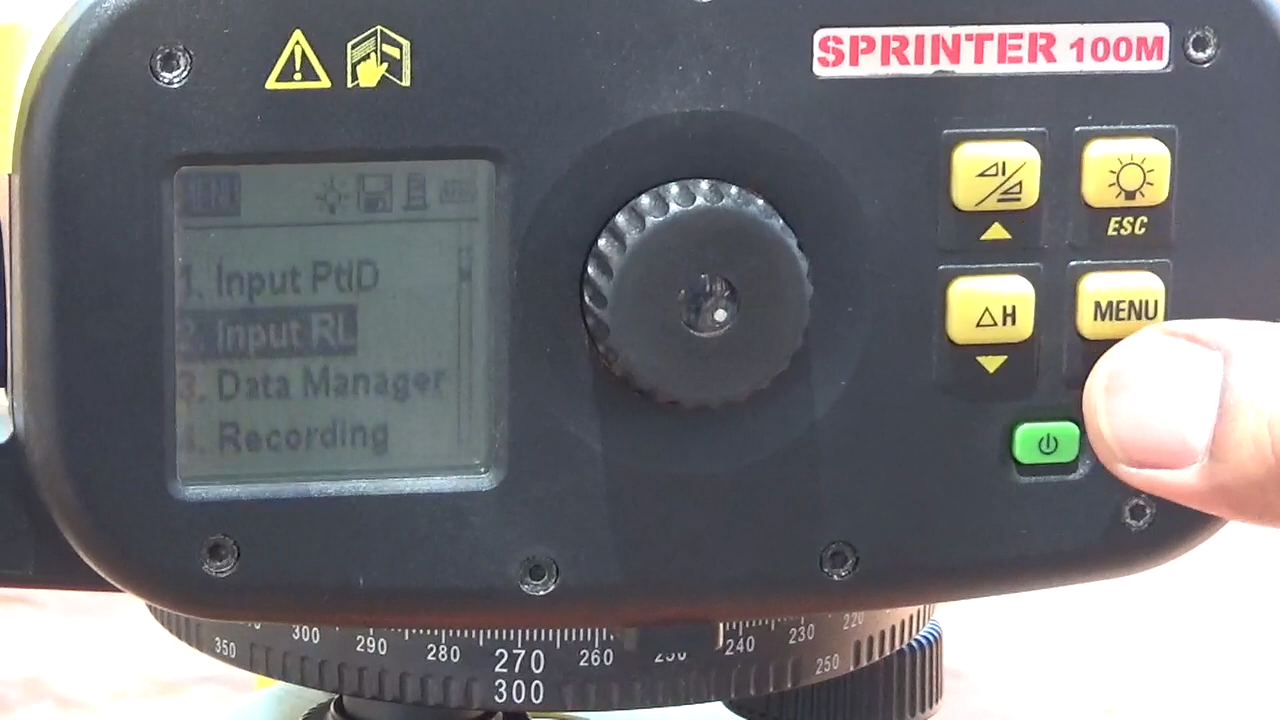 SPRINTER 100M
MENU
1. Input PtID
2. Input RL
3. Data Manager
4. Recording
ESC
△H
MENU
350 300 290 280 270 260 240 230 220
300 250